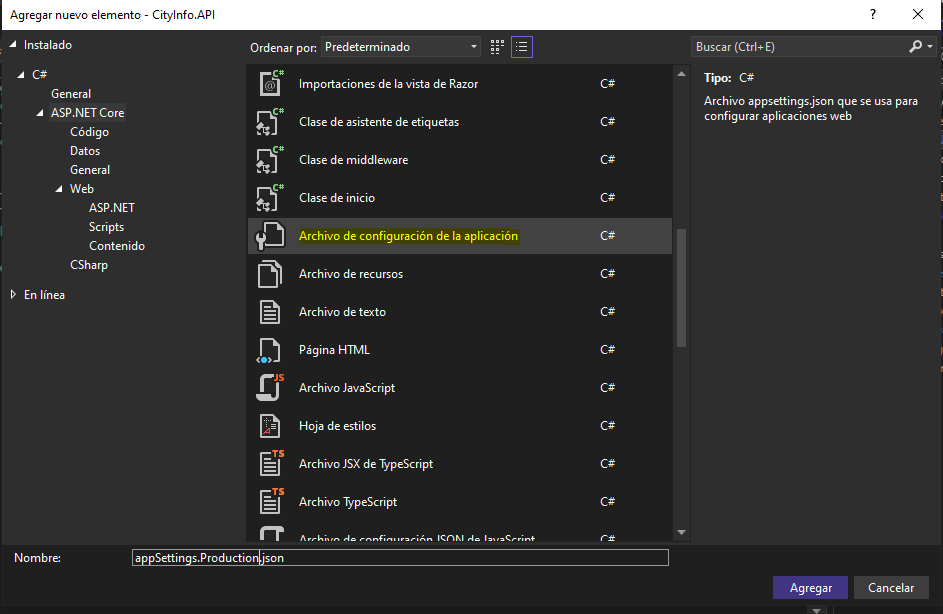 Agregar nuevo elemento - CityInfo.API
?
Instalado
C#
General
ASP.NET Core
Código
Datos
General
Web
ASP.NET
Scripts
Contenido
CSharp
En línea
Ordenar por: Predeterminado
Importaciones de la vista de Razor C#
Clase de asistente de etiquetas C#
Clase de middleware C#
Clase de inicio C#
Archivo de configuración de la aplicación C#
Archivo de recursos C#
Archivo de texto C#
Página HTML C#
Archivo JavaScript C#
Hoja de estilos C#
Archivo JSX de TypeScript C#
Archivo TypeScript C#
Archivo de configuración JSON de JavaScript C#
Buscar (Ctrl+E)
Tipo: C#
Archivo appsettings.json que se usa para
configurar aplicaciones web
Nombre: appSettings.Production.json
Agregar Cancelar